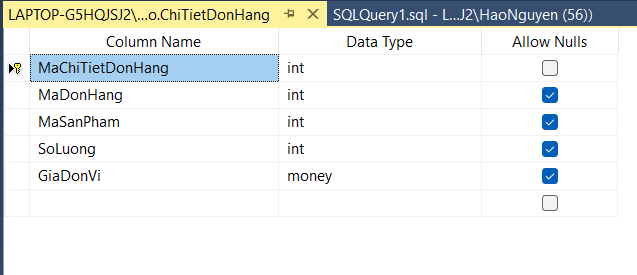 LAPTOP-G5HQJSJ2\...o.ChiTietDonHang SQLQuery1.sql - L...J2\HaoNguyen (56))
Column Name Data Type Allow Nulls
MaChiTietDonHang int
MaDonHang int
MaSanPham int
SoLuong int
GiaDonVi money